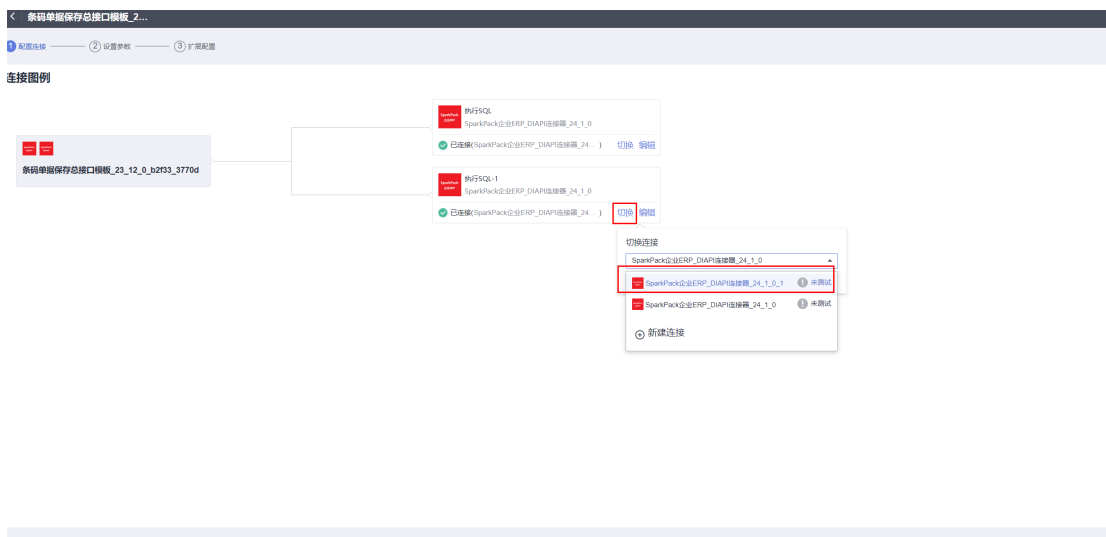 条码单据保存总接口模板_2...
1 配置连接 2 设置参数 3 扩展配置
连接图例
执行SQL
SparkPack企业ERP_DIAPI连接器_24_1_0
已连接(SparkPack企业ERP_DIAPI连接器_24... ) 切换 编辑
条码单据保存总接口模板_23_12_0_b2f33_3770d
执行SQL-1
SparkPack企业ERP_DIAPI连接器_24_1_0
已连接(SparkPack企业ERP_DIAPI连接器_24... ) 切换 编辑
切换连接
SparkPack企业ERP_DIAPI连接器_24_1_0
SparkPack企业ERP_DIAPI连接器_24_1_0_1 未测试
SparkPack企业ERP_DIAPI连接器_24_1_0 未测试
新建连接